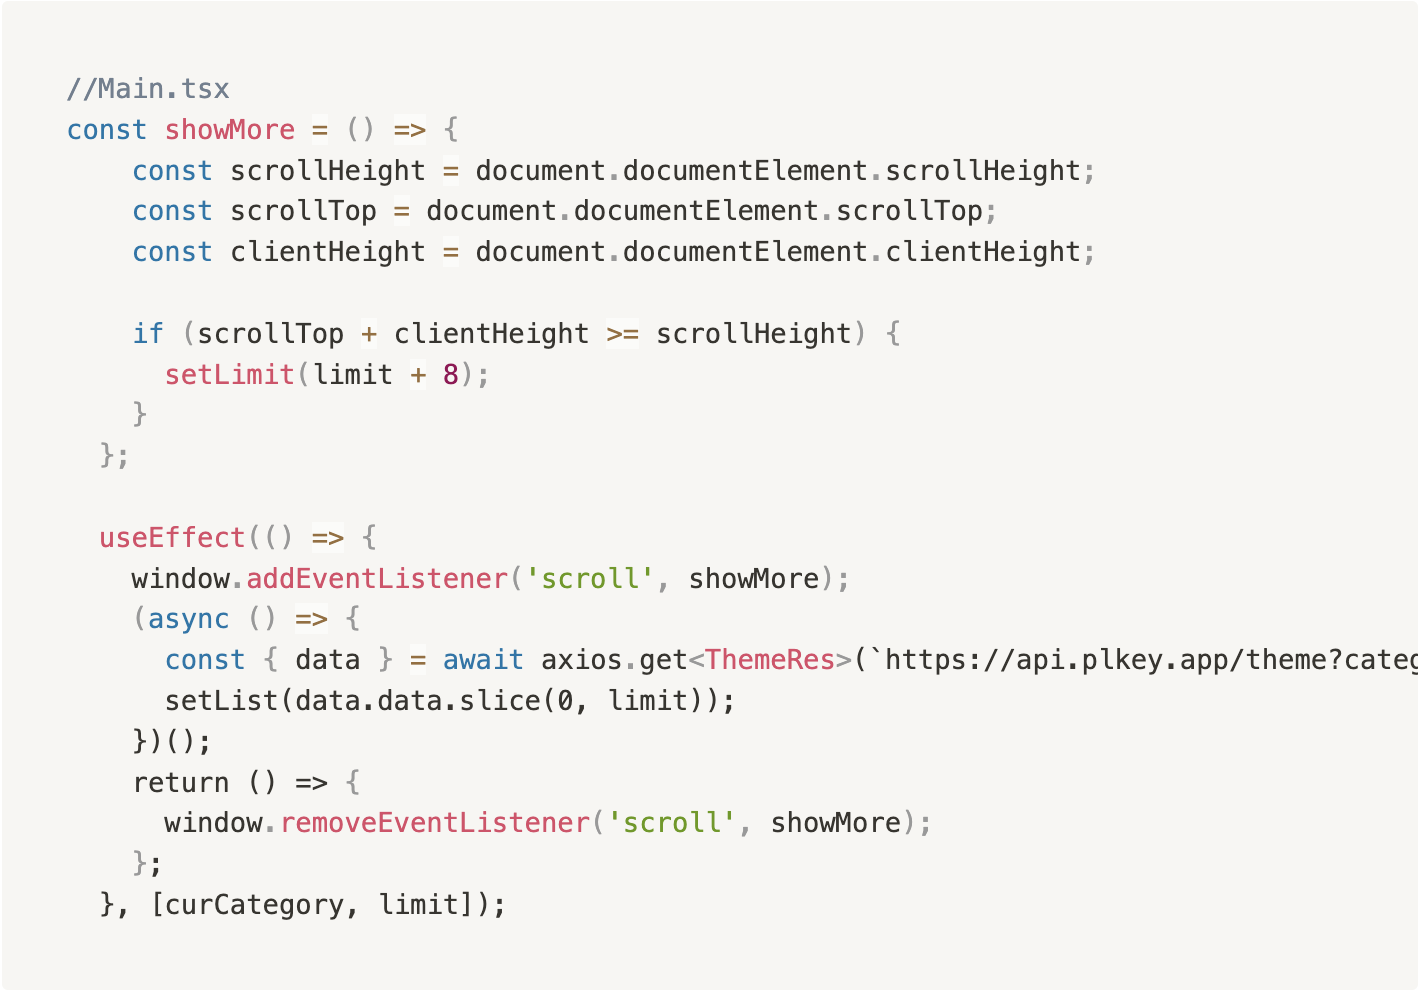 //Main.tsx
const showMore = () => {
const scrollHeight = document.documentElement.scrollHeight;
const scrollTop = document.documentElement.scrollTop;
const clientHeight = document.documentElement.clientHeight;
if (scrollTop + clientHeight >= scrollHeight) {
setLimit(limit + 8);
}
};
useEffect(() => {
window.addEventListener('scroll', showMore);
(async () => {
const { data } = await axios.get<ThemeRes>(`https://api.plkey.app/theme?categ
setList(data.data.slice(0, limit));
})();
return () => {
window.removeEventListener('scroll', showMore);
};
}, [curCategory, limit]);